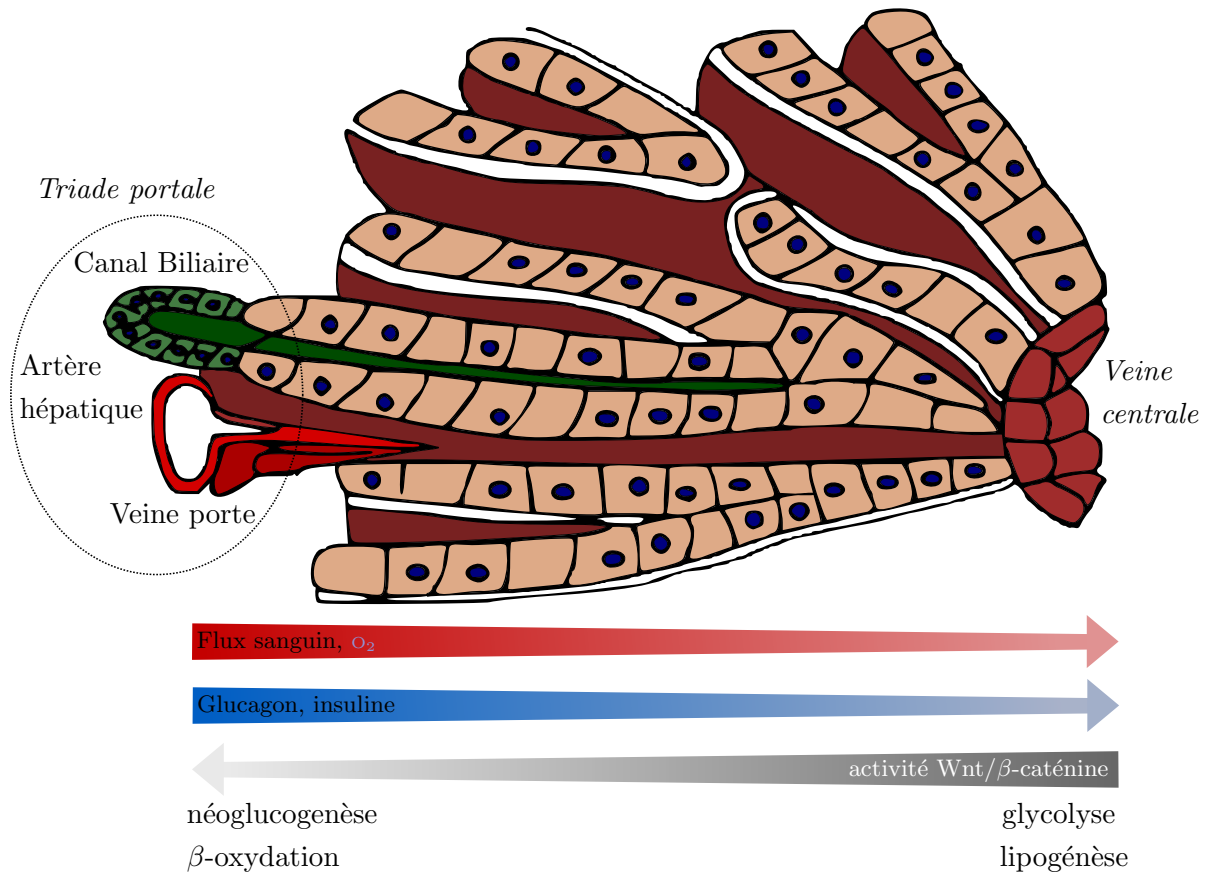 Triade portale
Canal Biliaire
Artère
hépatique
Veine porte
Veine
centrale
Flux sanguin, O₂
Glucagon, insuline
activité Wnt/β-caténine
néoglucogenèse
glycolyse
β-oxydation
lipogénèse